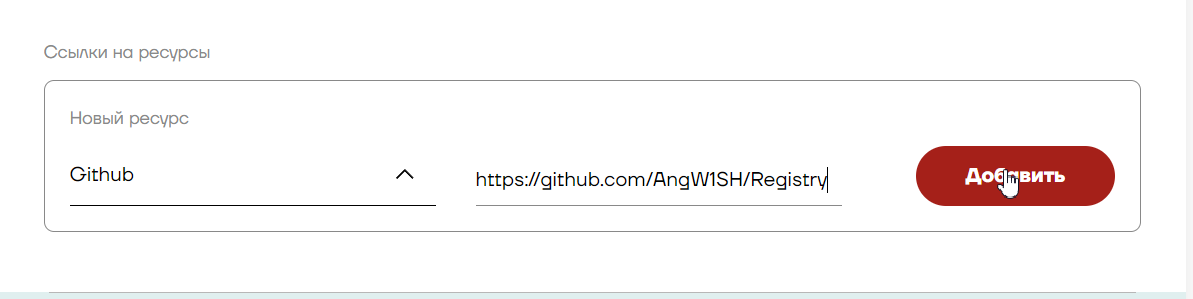 Ссылки на ресурсы
Новый ресурс
Github
https://github.com/AngW1SH/Registry
Добавить